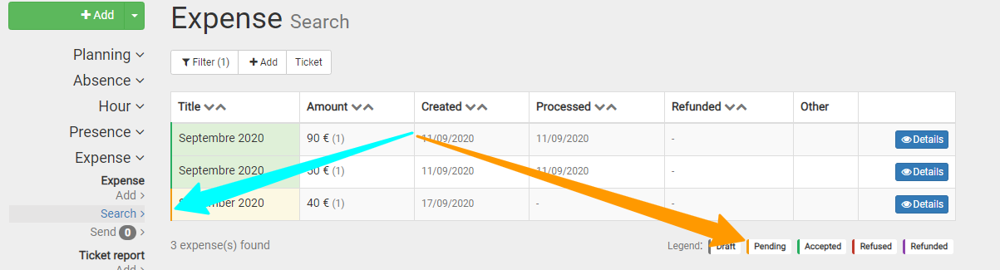 Add
Planning
Absence
Hour
Presence
Expense
Expense
Add
Search
Send 0
Ticket report
Add
Expense Search
Filter (1) Add Ticket
Title Amount Created Processed Refunded Other
Septembre 2020 90 € (1) 11/09/2020 11/09/2020 - Details
Septembre 2020 (1) 11/09/2020 11/09/2020 - Details
2020 40 € (1) 17/09/2020 - - Details
3 expense(s) found
Legend: Draft Pending Accepted Refused Refunded